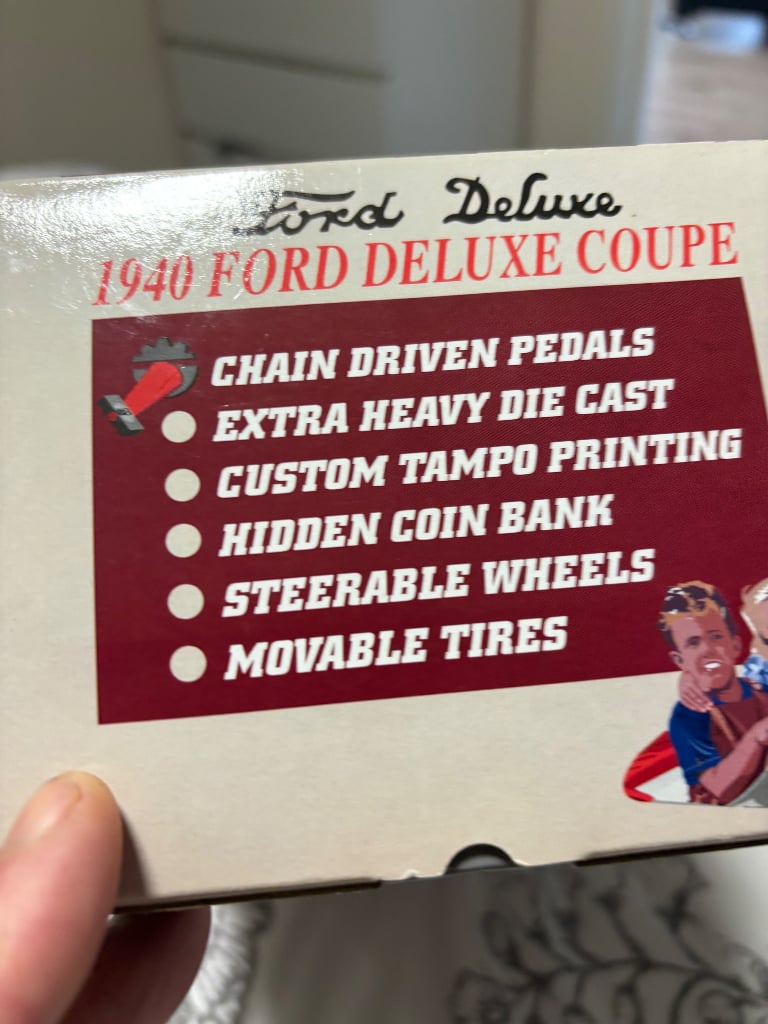 Ford Deluxe
1940 FORD DELUXE COUPE
CHAIN DRIVEN PEDALS
EXTRA HEAVY DIE CAST
CUSTOM TAMPO PRINTING
HIDDEN COIN BANK
STEERABLE WHEELS
MOVABLE TIRES